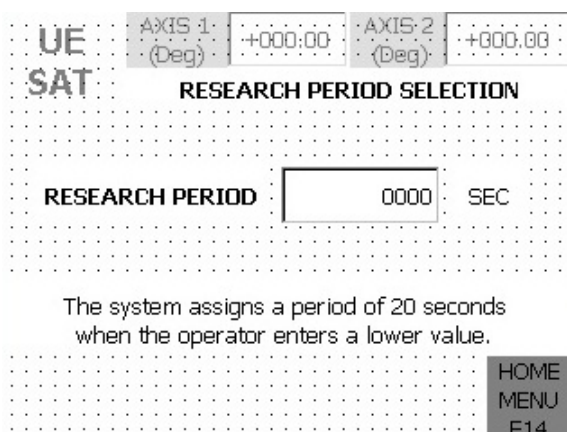 UE
SAT
AXIS 1
(Deg)
+000:00
AXIS 2
(Deg)
+000.00
RESEARCH PERIOD SELECTION
RESEARCH PERIOD 0000 SEC
The system assigns a period of 20 seconds
when the operator enters a lower value.
HOME
MENU
F14